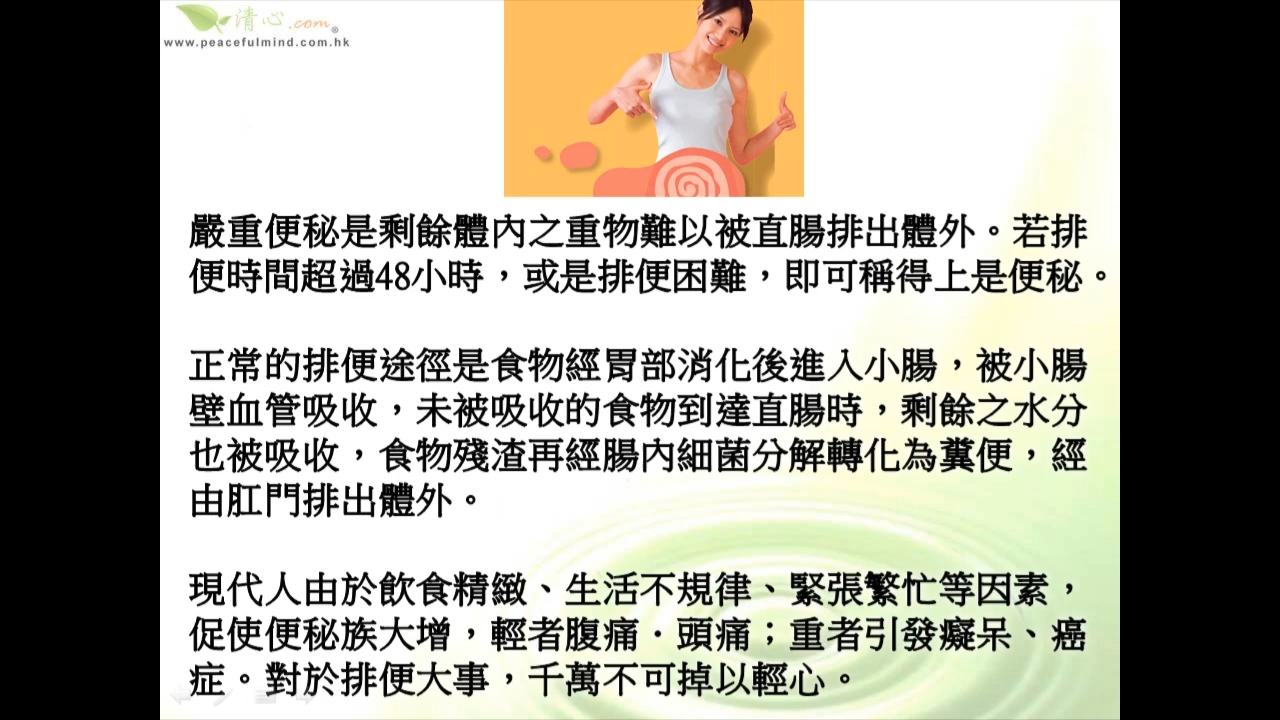 清心.com®
www.peacefulmind.com.hk
嚴重便秘是剩餘體內之重物難以被直腸排出體外。若排
便時間超過48小時，或是排便困難，即可稱得上是便秘。
正常的排便途徑是食物經胃部消化後進入小腸，被小腸
壁血管吸收，未被吸收的食物到達直腸時，剩餘之水分
也被吸收，食物殘渣再經腸內細菌分解轉化為糞便，經
由肛門排出體外。
現代人由於飲食精緻、生活不規律、緊張繁忙等因素，
促使便秘族大增，輕者腹痛．頭痛；重者引發癡呆、癌
症。對於排便大事，千萬不可掉以輕心。